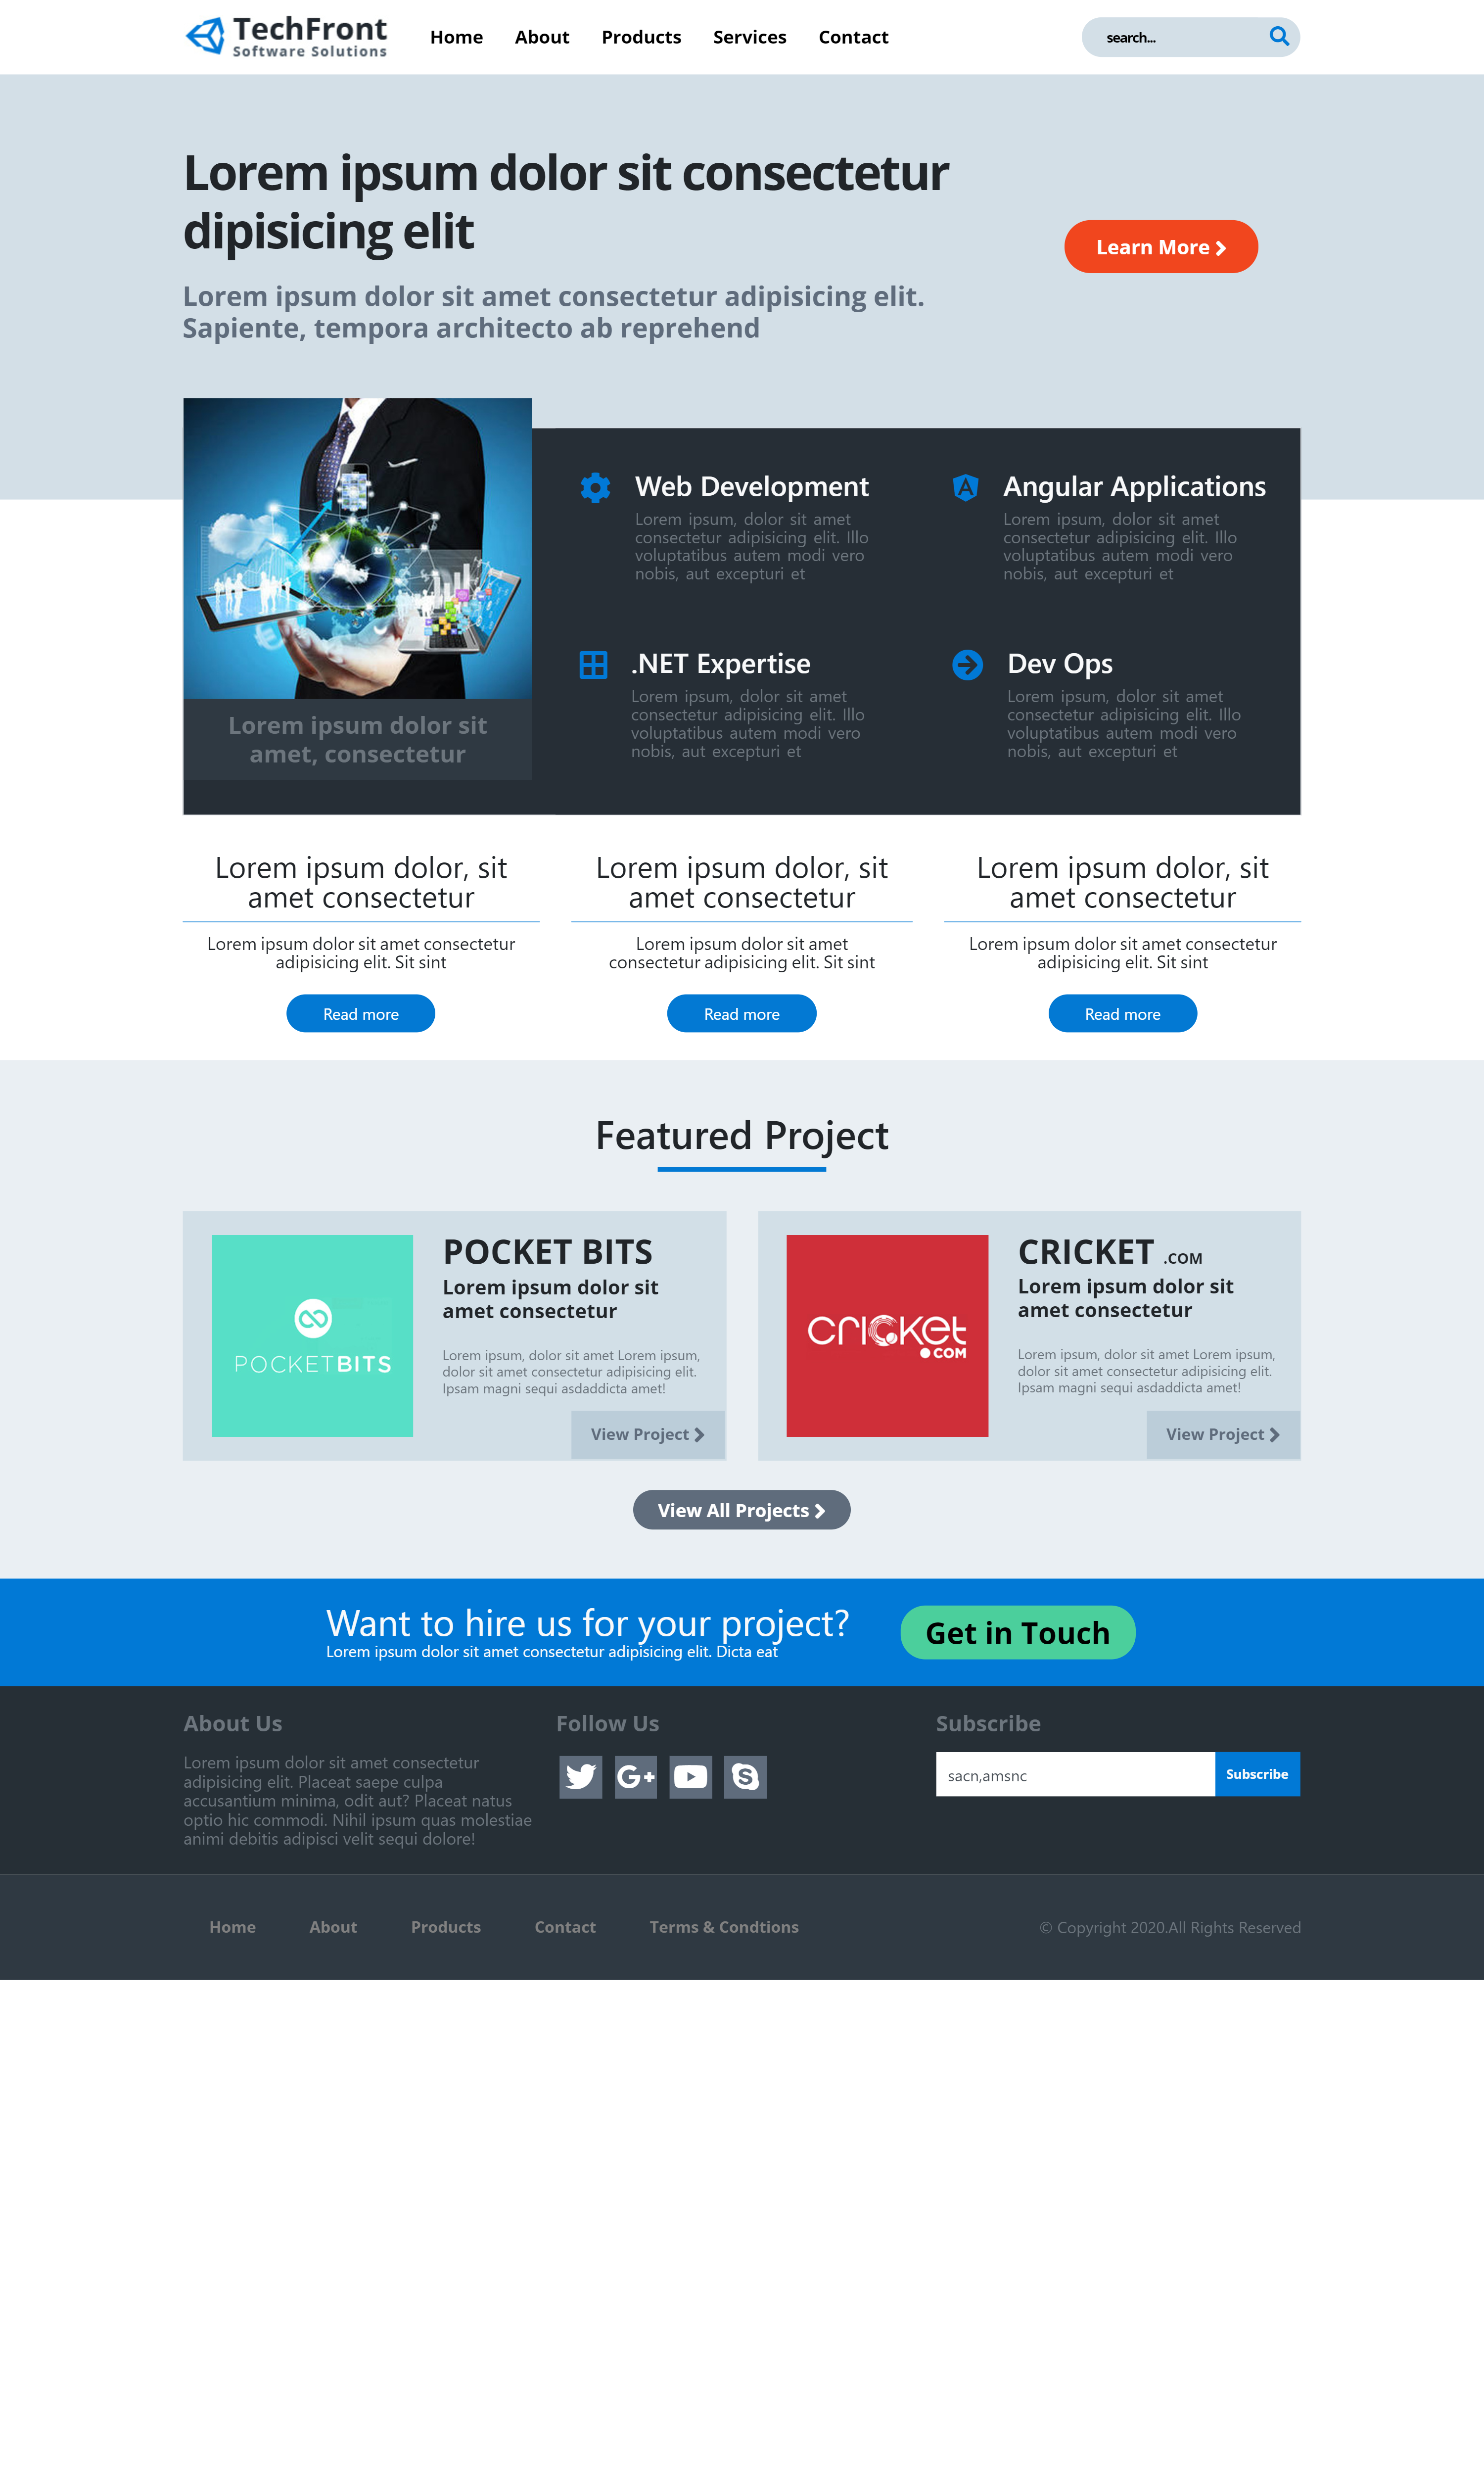 TechFront
Software Solutions
Home About Products Services Contact
search...
Lorem ipsum dolor sit consectetur
dipisicing elit
Learn More
Lorem ipsum dolor sit amet consectetur adipisicing elit.
Sapiente, tempora architecto ab reprehend
Web Development
Lorem ipsum, dolor sit amet
consectetur adipisicing elit. Illo
voluptatibus autem modi vero
nobis, aut excepturi et
Angular Applications
Lorem ipsum, dolor sit amet
consectetur adipisicing elit. Illo
voluptatibus autem modi vero
nobis, aut excepturi et
.NET Expertise
Lorem ipsum, dolor sit amet
consectetur adipisicing elit. Illo
voluptatibus autem modi vero
nobis, aut excepturi et
Dev Ops
Lorem ipsum, dolor sit amet
consectetur adipisicing elit. Illo
voluptatibus autem modi vero
nobis, aut excepturi et
Lorem ipsum dolor sit
amet, consectetur
Lorem ipsum dolor, sit
amet consectetur
Lorem ipsum dolor sit amet consectetur
adipisicing elit. Sit sint
Read more
Lorem ipsum dolor, sit
amet consectetur
Lorem ipsum dolor sit amet
consectetur adipisicing elit. Sit sint
Read more
Lorem ipsum dolor, sit
amet consectetur
Lorem ipsum dolor sit amet consectetur
adipisicing elit. Sit sint
Read more
Featured Project
POCKETBITS
POCKET BITS
Lorem ipsum dolor sit
amet consectetur
Lorem ipsum, dolor sit amet Lorem ipsum,
dolor sit amet consectetur adipisicing elit.
Ipsam magni sequi asdaddicta amet!
View Project
cricket
.COM
CRICKET .COM
Lorem ipsum dolor sit
amet consectetur
Lorem ipsum, dolor sit amet Lorem ipsum,
dolor sit amet consectetur adipisicing elit.
Ipsam magni sequi asdaddicta amet!
View Project
View All Projects
Want to hire us for your project?
Lorem ipsum dolor sit amet consectetur adipisicing elit. Dicta eat
Get in Touch
About Us
Lorem ipsum dolor sit amet consectetur
adipisicing elit. Placeat saepe culpa
accusantium minima, odit aut? Placeat natus
optio hic commodi. Nihil ipsum quas molestiae
animi debitis adipisci velit sequi dolore!
Follow Us
Subscribe
sacn,amsnc
Subscribe
Home About Products Contact Terms & Condtions
© Copyright 2020.All Rights Reserved